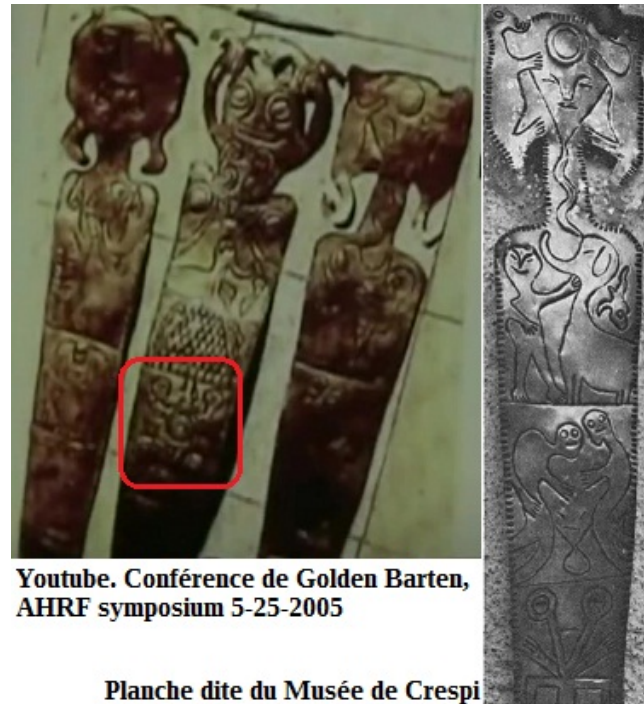 Youtube. Conférence de Golden Barten,
AHRF symposium 5-25-2005
Planche dite du Musée de Crespi